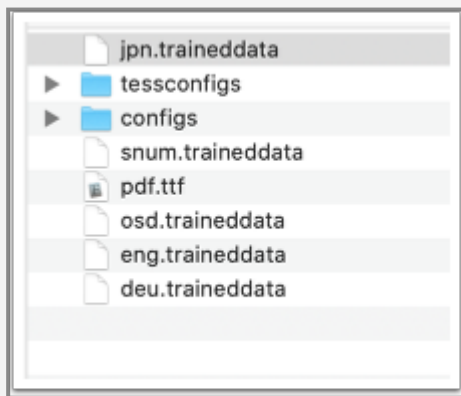 jpn.traineddata
tessconfigs
configs
snum.traineddata
pdf.ttf
osd.traineddata
eng.traineddata
deu.traineddata